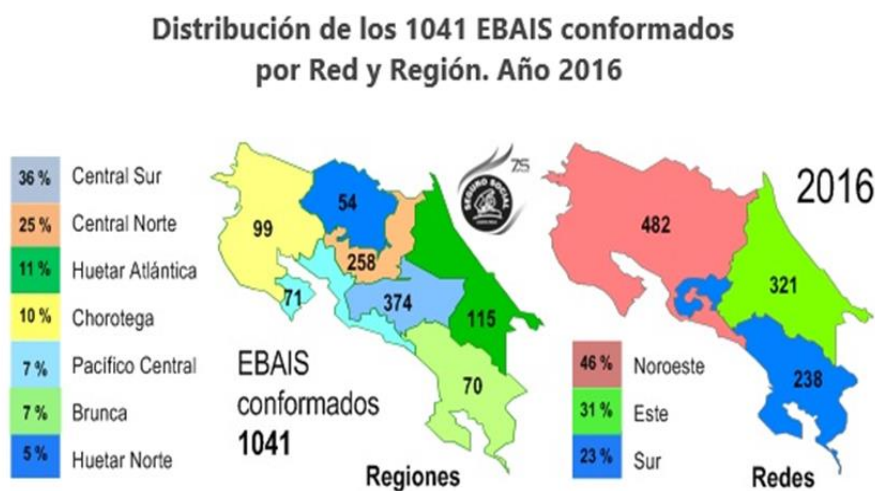 Distribución de los 1041 EBAIS conformados
por Red y Región. Año 2016
36 % Central Sur
25 % Central Norte
11 % Huetar Atlántica
10 % Chorotega
7 % Pacífico Central
7 % Brunca
5 % Huetar Norte
99
54
258
71
374
115
70
EBAIS
conformados
1041
Regiones
75
SEGURO SOCIAL
2016
482
321
238
46 % Noroeste
31 % Este
23 % Sur
Redes